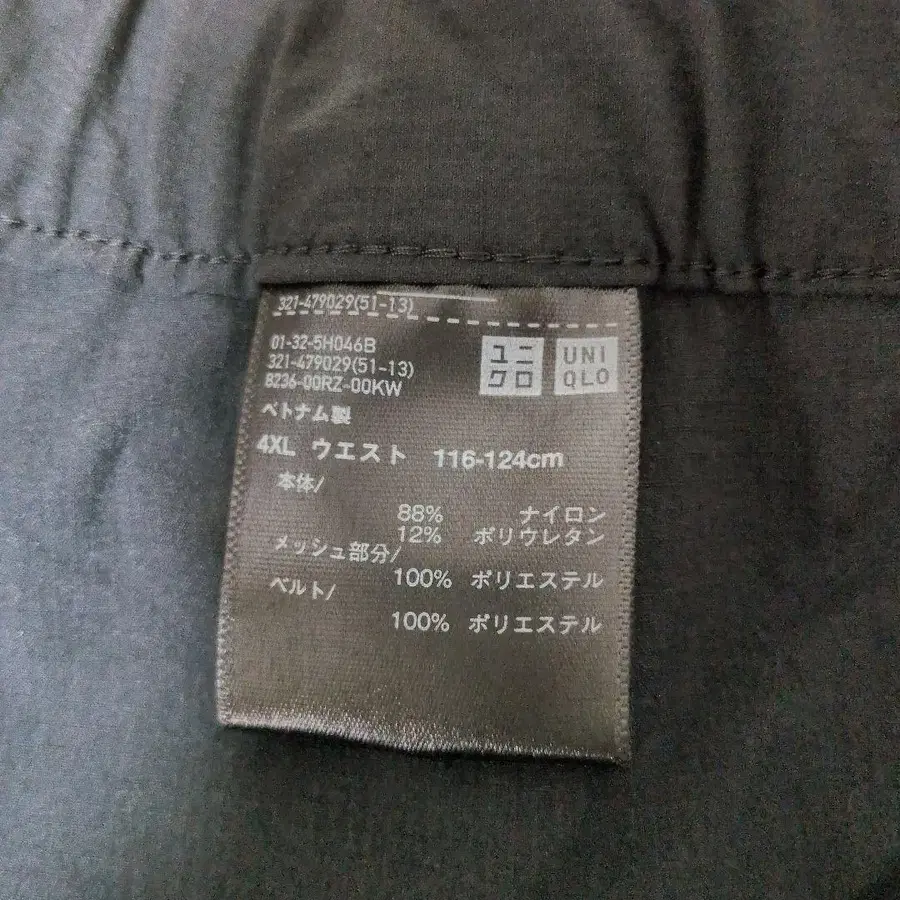 321-479029(51-13)
01-32-5H046B
321-479029(51-13)
8236-00RZ-00KW
ユニ
クロ
UNI
QLO
ベトナム製
4XL ウエスト 116-124cm
本体/
88% ナイロン
12% ポリウレタン
メッシュ部分/
100% ポリエステル
ベルト/
100% ポリエステル